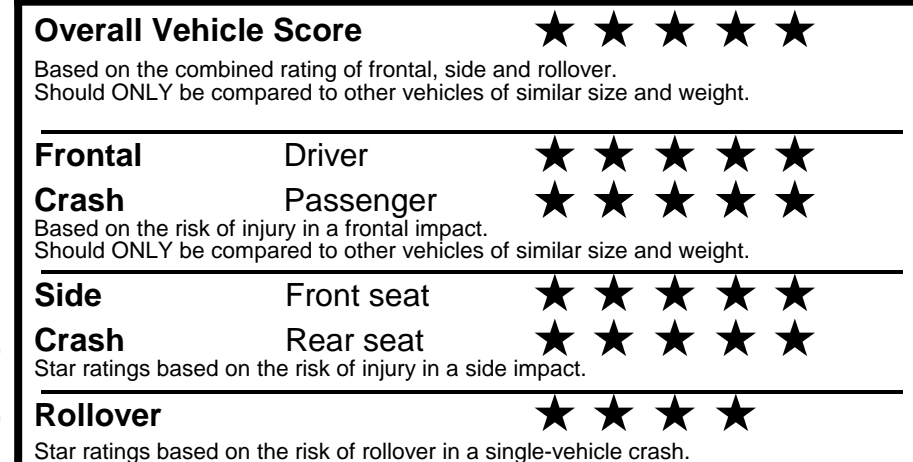 Overall Vehicle Score ★ ★ ★ ★ ★
Based on the combined rating of frontal, side and rollover.
Should ONLY be compared to other vehicles of similar size and weight.
Frontal Driver ★ ★ ★ ★ ★
Crash Passenger ★ ★ ★ ★ ★
Based on the risk of injury in a frontal impact.
Should ONLY be compared to other vehicles of similar size and weight.
Side Front seat ★ ★ ★ ★ ★
Crash Rear seat ★ ★ ★ ★ ★
Star ratings based on the risk of injury in a side impact.
Rollover ★ ★ ★ ★
Star ratings based on the risk of rollover in a single-vehicle crash.